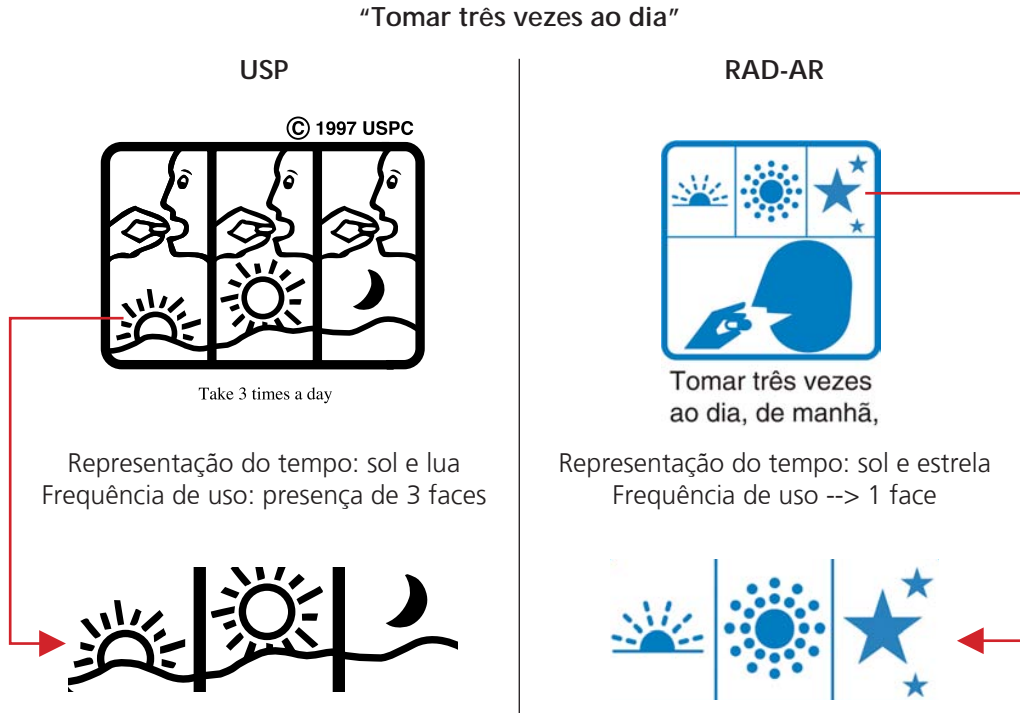 “Tomar três vezes ao dia”
USP
© 1997 USPC
Take 3 times a day
Representação do tempo: sol e lua
Frequência de uso: presença de 3 faces
RAD-AR
Tomar três vezes
ao dia, de manhã,
Representação do tempo: sol e estrela
Frequência de uso --> 1 face